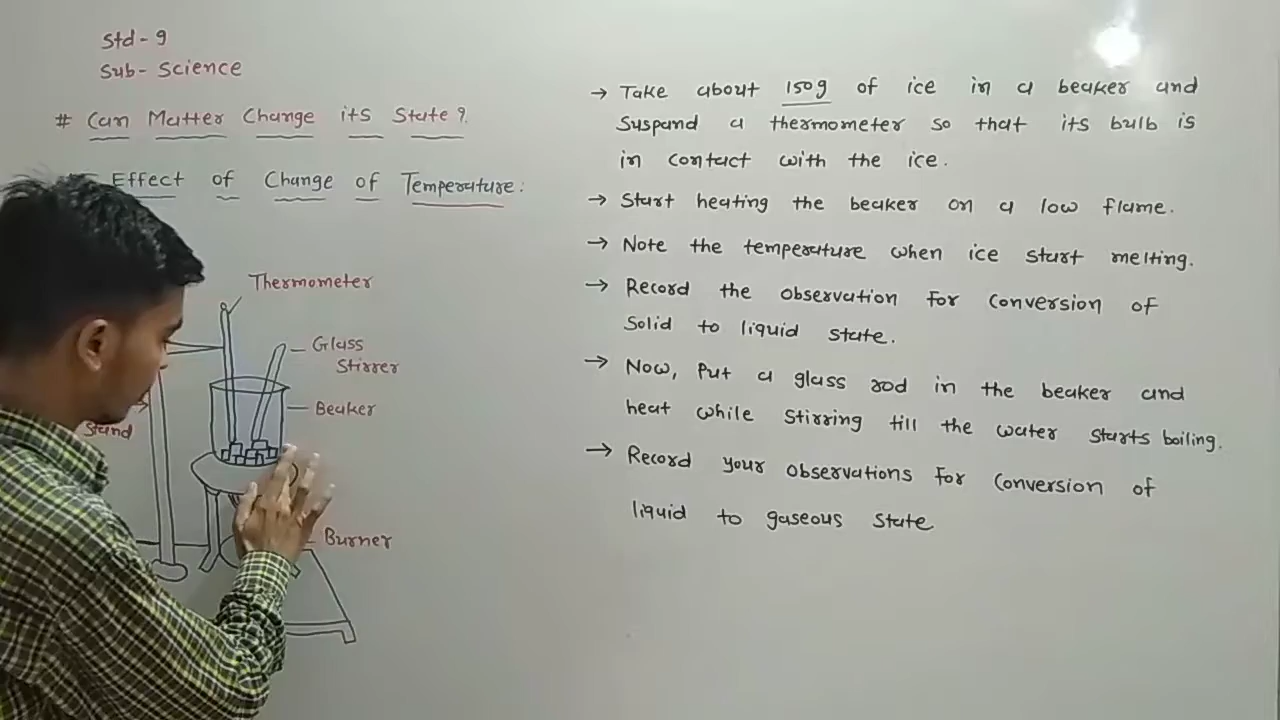 Std - 9
Sub- Science
# Can Matter Change its State ?
Effect of Change of Temperature :
Thermometer
Glass
Stirrer
Beaker
Stand
Burner
→ Take about 150g of ice in a beaker and
Suspand a thermometer so that its bulb is
in contact with the ice.
→ Start heating the beaker on a low flame.
→ Note the temperature when ice start melting.
→ Record the observation for conversion of
Solid to liquid state.
→ Now, Put a glass rod in the beaker and
heat while Stirring till the water starts boiling.
→ Record your observations for conversion of
liquid to gaseous state